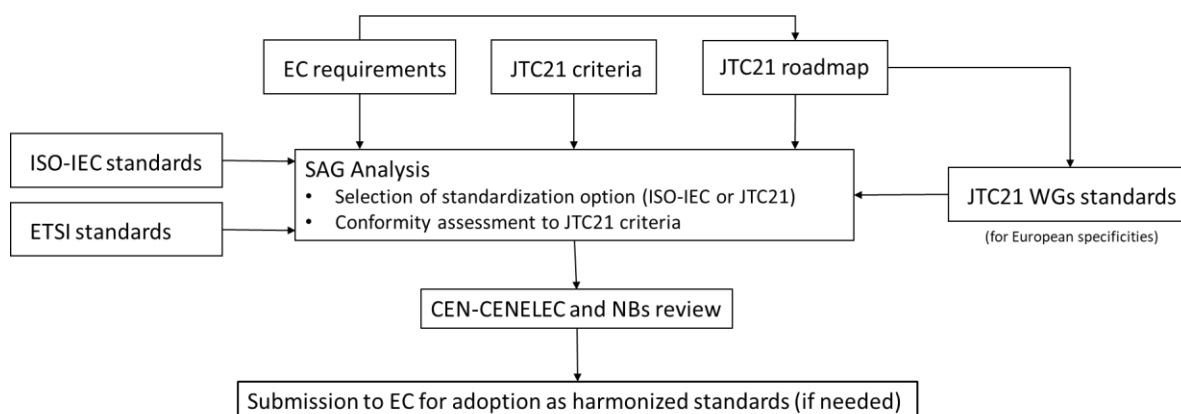 EC requirements
JTC21 criteria
JTC21 roadmap
ISO-IEC standards
ETSI standards
SAG Analysis
• Selection of standardization option (ISO-IEC or JTC21)
• Conformity assessment to JTC21 criteria
JTC21 WGs standards
(for European specificities)
CEN-CENELEC and NBs review
Submission to EC for adoption as harmonized standards (if needed)